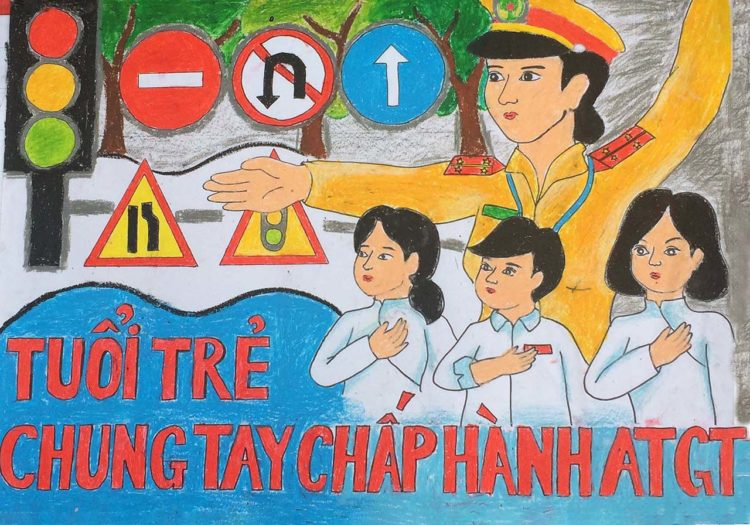 TUỔI TRẺ
CHUNG TAY CHẤP HÀNH ATGT